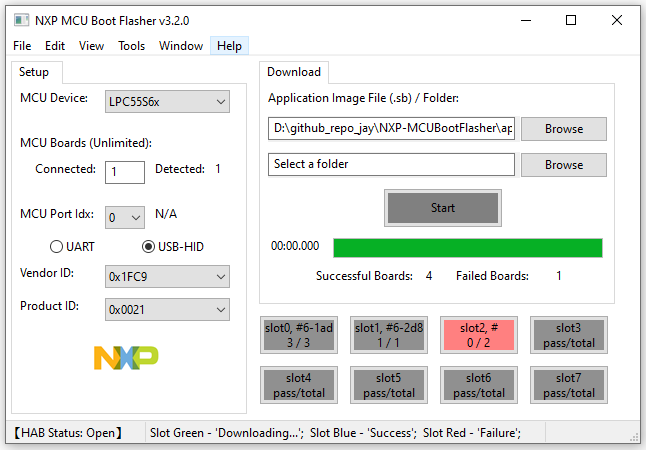 NXP MCU Boot Flasher v3.2.0
File Edit View Tools Window Help
Setup
MCU Device: LPC55S6x
MCU Boards (Unlimited):
Connected: 1 Detected: 1
MCU Port Idx: 0 N/A
UART USB-HID
Vendor ID: 0x1FC9
Product ID: 0x0021
NXP
Download
Application Image File (.sb) / Folder:
D:\github_repo_jay\NXP-MCUBootFlasher\ap Browse
Select a folder Browse
Start
00:00.000
Successful Boards: 4 Failed Boards: 1
slot0, #6-1ad
3 / 3
slot1, #6-2d8
1 / 1
slot2, #
0 / 2
slot3
pass/total
slot4
pass/total
slot5
pass/total
slot6
pass/total
slot7
pass/total
【HAB Status: Open】 Slot Green - 'Downloading...'; Slot Blue - 'Success'; Slot Red - 'Failure';